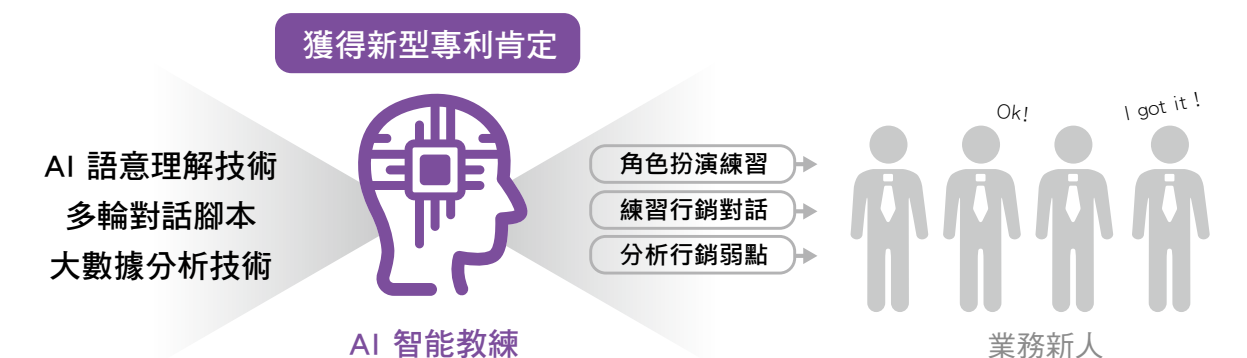 獲得新型專利肯定
AI 語意理解技術
多輪對話腳本
大數據分析技術
AI 智能教練
角色扮演練習
練習行銷對話
分析行銷弱點
Ok!
I got it !
業務新人